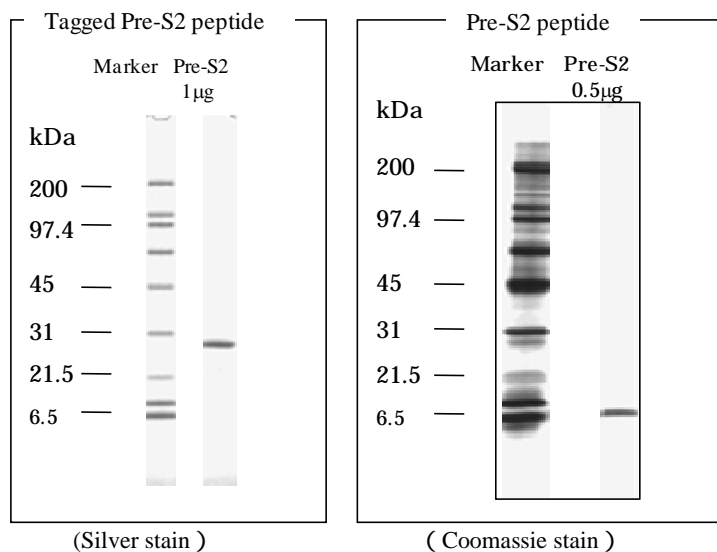 Tagged Pre-S2 peptide
Marker Pre-S2
1μg
kDa
200
97.4
45
31
21.5
6.5
(Silver stain )
Pre-S2 peptide
Marker Pre-S2
0.5μg
kDa
200
97.4
45
31
21.5
6.5
( Coomassie stain )